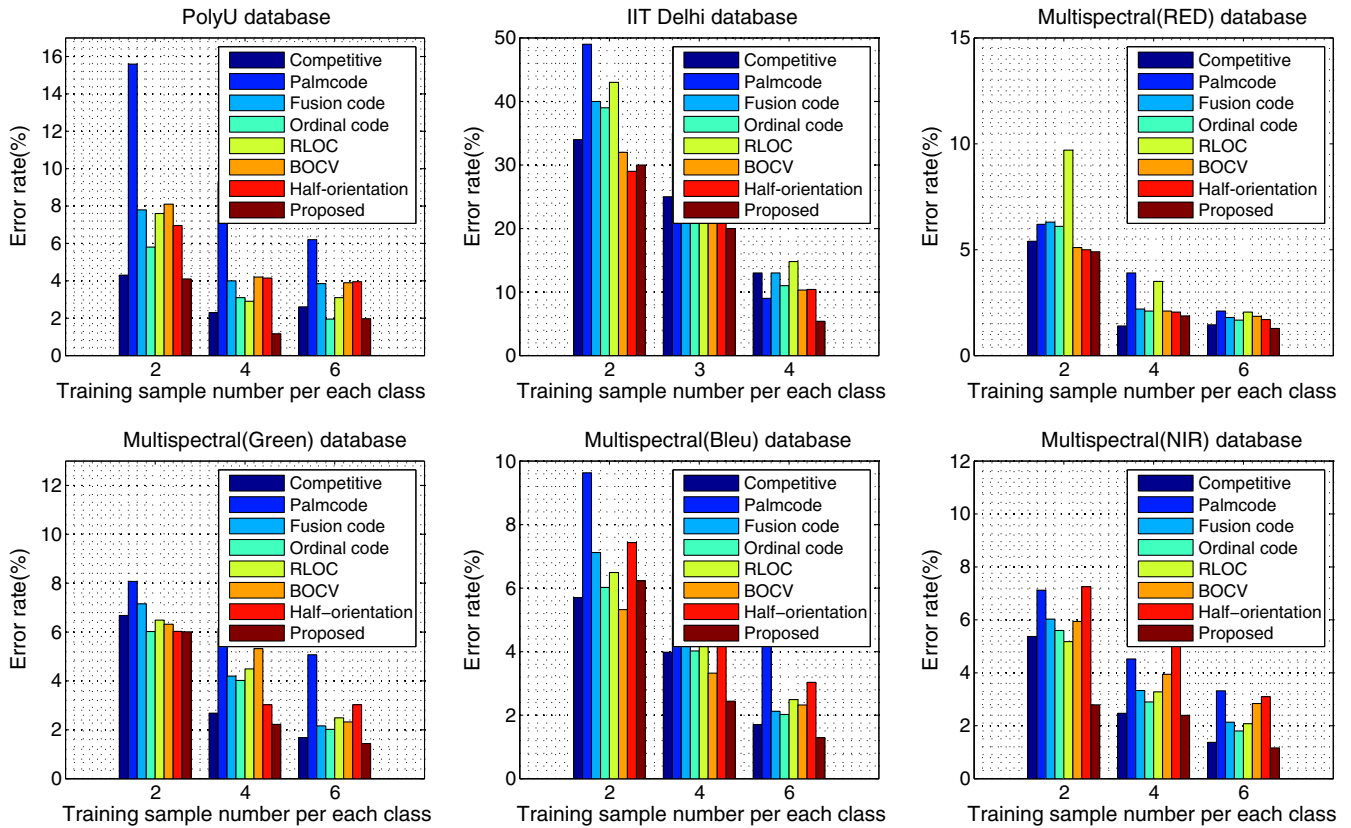 PolyU database
Error rate(%)
16
14
12
10
8
6
4
2
0
Competitive
Palmcode
Fusion code
Ordinal code
RLOC
BOCV
Half-orientation
Proposed
2 4 6
Training sample number per each class
IIT Delhi database
Error rate(%)
50
40
30
20
10
0
Competitive
Palmcode
Fusion code
Ordinal code
RLOC
BOCV
Half-orientation
Proposed
2 3 4
Training sample number per each class
Multispectral(RED) database
Error rate(%)
15
10
5
0
Competitive
Palmcode
Fusion code
Ordinal code
RLOC
BOCV
Half-orientation
Proposed
2 4 6
Training sample number per each class
Multispectral(Green) database
Error rate(%)
12
10
8
6
4
2
0
Competitive
Palmcode
Fusion code
Ordinal code
RLOC
BOCV
Half−orientation
Proposed
2 4 6
Training sample number per each class
Multispectral(Bleu) database
Error rate(%)
10
8
6
4
2
0
Competitive
Palmcode
Fusion code
Ordinal code
RLOC
BOCV
Half−orientation
Proposed
2 4 6
Training sample number per each class
Multispectral(NIR) database
Error rate(%)
12
10
8
6
4
2
0
Competitive
Palmcode
Fusion code
Ordinal code
RLOC
BOCV
Half−orientation
Proposed
2 4 6
Training sample number per each class